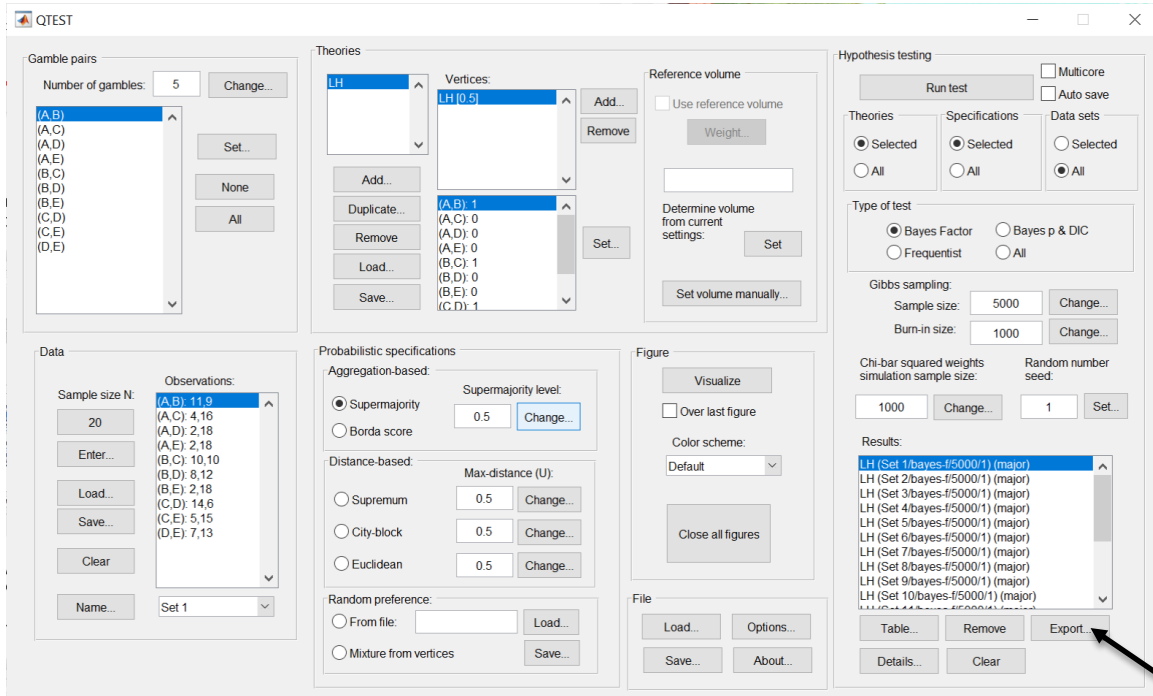 QTEST
Gamble pairs
Number of gambles: 5 Change...
(A,B)
(A,C)
(A,D)
(A,E)
(B,C)
(B,D)
(B,E)
(C,D)
(C,E)
(D,E)
Set...
None
All
Theories
LH
Add...
Duplicate...
Remove
Load...
Save...
Vertices:
LH [0.5]
Add...
Remove
(A,B): 1
(A,C): 0
(A,D): 0
(A,E): 0
(B,C): 1
(B,D): 0
(B,E): 0
(C,D): 1
Set...
Reference volume
Use reference volume
Weight...
Determine volume
from current
settings:
Set
Set volume manually...
Hypothesis testing
Run test
Multicore
Auto save
Theories
Selected
All
Specifications
Selected
All
Data sets
Selected
All
Type of test
Bayes Factor Bayes p & DIC
Frequentist All
Gibbs sampling:
Sample size: 5000 Change...
Burn-in size: 1000 Change...
Chi-bar squared weights
simulation sample size:
1000 Change...
Random number
seed:
1 Set...
Results:
LH (Set 1/bayes-f/5000/1) (major)
LH (Set 2/bayes-f/5000/1) (major)
LH (Set 3/bayes-f/5000/1) (major)
LH (Set 4/bayes-f/5000/1) (major)
LH (Set 5/bayes-f/5000/1) (major)
LH (Set 6/bayes-f/5000/1) (major)
LH (Set 7/bayes-f/5000/1) (major)
LH (Set 8/bayes-f/5000/1) (major)
LH (Set 9/bayes-f/5000/1) (major)
LH (Set 10/bayes-f/5000/1) (major)
LH (Set 11/bayes-f/5000/1) (major)
Table... Remove Export...
Details... Clear
Data
Sample size N:
20
Enter...
Load...
Save...
Clear
Name... Set 1
Observations:
(A,B): 11,9
(A,C): 4,16
(A,D): 2,18
(A,E): 2,18
(B,C): 10,10
(B,D): 8,12
(B,E): 2,18
(C,D): 14,6
(C,E): 5,15
(D,E): 7,13
Probabilistic specifications
Aggregation-based:
Supermajority level:
Supermajority 0.5 Change...
Borda score
Distance-based:
Max-distance (U):
Supremum 0.5 Change...
City-block 0.5 Change...
Euclidean 0.5 Change...
Random preference:
From file: Load...
Mixture from vertices Save...
Figure
Visualize
Over last figure
Color scheme:
Default
Close all figures
File
Load... Options...
Save... About...